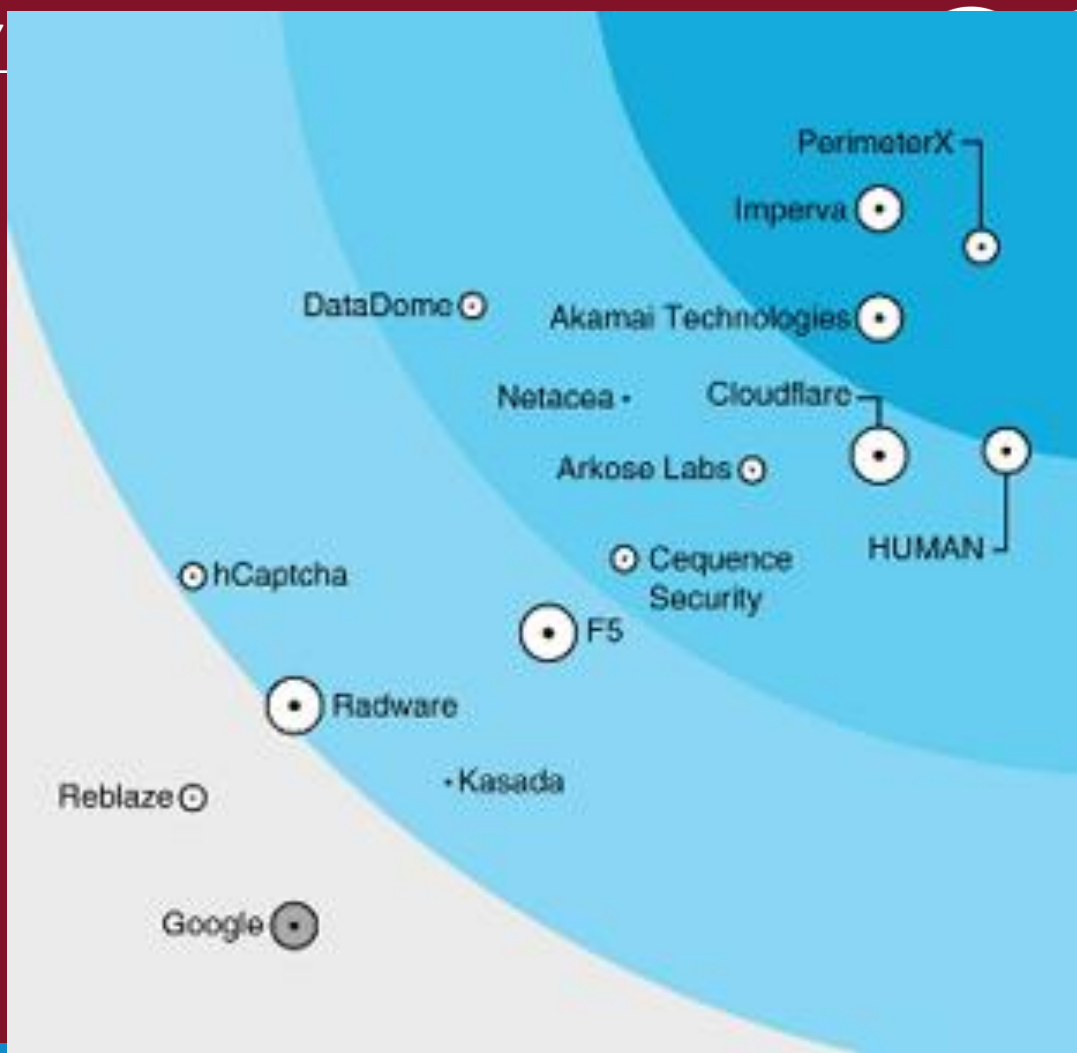 PerimeterX
Imperva
DataDome
Akamai Technologies
Netacea
Cloudflare
Arkose Labs
HUMAN
Cequence
Security
hCaptcha
F5
Radware
Kasada
Reblaze
Google